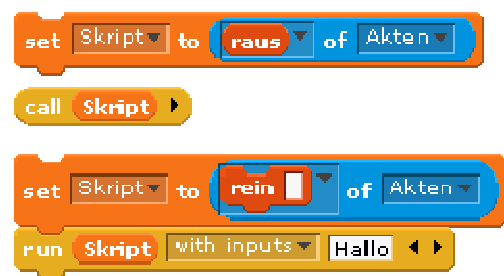 set Skript to raus of Akten
call Skript
set Skript to rein of Akten
run Skript with inputs Hallo